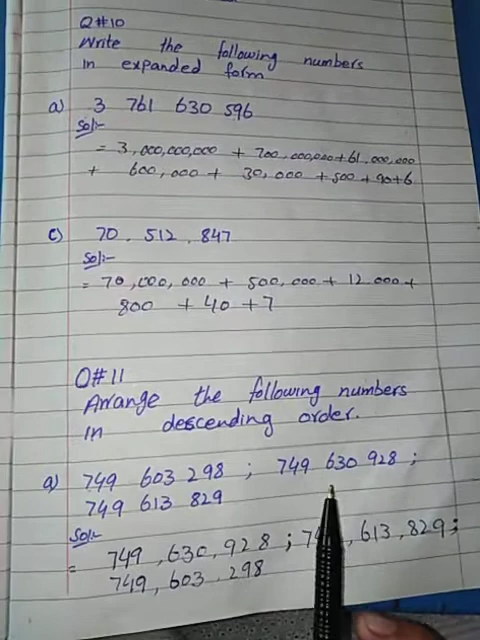 Q#10
Write the following numbers
in expanded form
a) 3 761 630 596
Sol:-
= 3,000,000,000 + 700,000,000 + 61,000,000
+ 600,000 + 30,000 + 500 + 90 + 6
c) 70 . 512 . 847
Sol:-
= 70,000,000 + 500,000 + 12 000 +
800 + 40 + 7
Q#11
Arrange the following numbers
in descending order.
a) 749 603 298 ; 749 630 928 ;
749 613 829
Sol:-
= 749 , 630 , 928 ; , 613 , 829 ;
749, 603 . 298